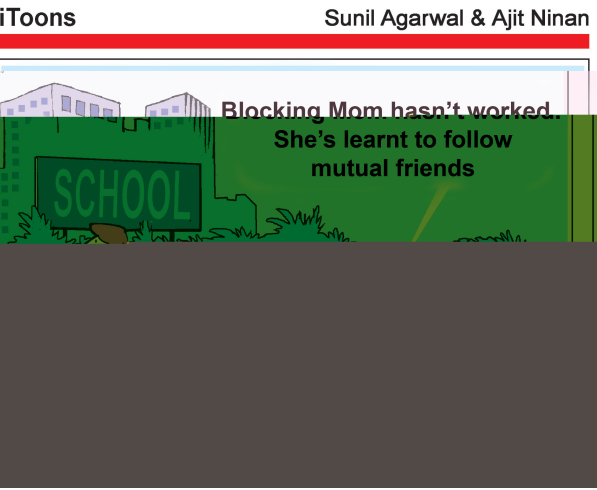 iToons
Sunil Agarwal & Ajit Ninan
Blocking Mom hasn't worked.
She's learnt to follow
mutual friends
SCHOOL